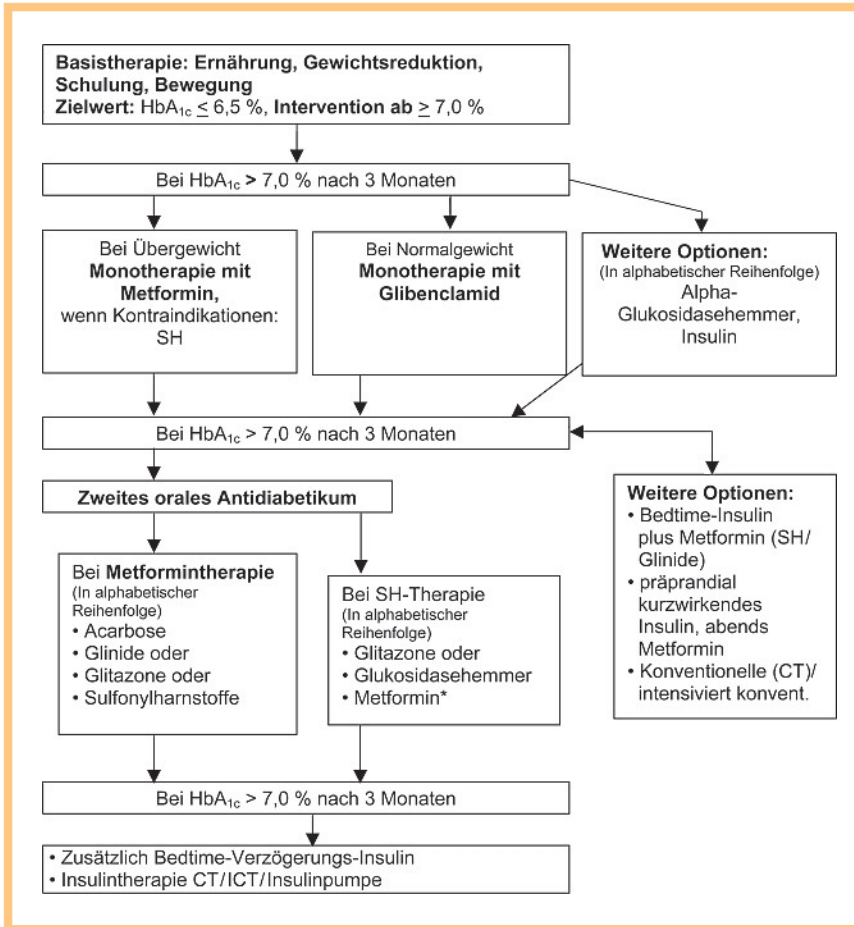 Basistherapie: Ernährung, Gewichtsreduktion,
Schulung, Bewegung
Zielwert: HbA1c ≤ 6,5 %, Intervention ab ≥ 7,0 %
Bei HbA1c > 7,0 % nach 3 Monaten
Bei Übergewicht
Monotherapie mit
Metformin,
wenn Kontraindikationen:
SH
Bei Normalgewicht
Monotherapie mit
Glibenclamid
Weitere Optionen:
(In alphabetischer Reihenfolge)
Alpha-
Glukosidasehemmer,
Insulin
Bei HbA1c > 7,0 % nach 3 Monaten
Zweites orales Antidiabetikum
Bei Metformintherapie
(In alphabetischer
Reihenfolge)
• Acarbose
• Glinide oder
• Glitazone oder
• Sulfonylharnstoffe
Bei SH-Therapie
(In alphabetischer
Reihenfolge)
• Glitazone oder
• Glukosidasehemmer
• Metformin*
Weitere Optionen:
• Bedtime-Insulin
plus Metformin (SH/
Glinide)
• präprandial
kurzwirkendes
Insulin, abends
Metformin
• Konventionelle (CT)/
intensiviert konvent.
Bei HbA1c > 7,0 % nach 3 Monaten
• Zusätzlich Bedtime-Verzögerungs-Insulin
• Insulintherapie CT/ICT/Insulinpumpe